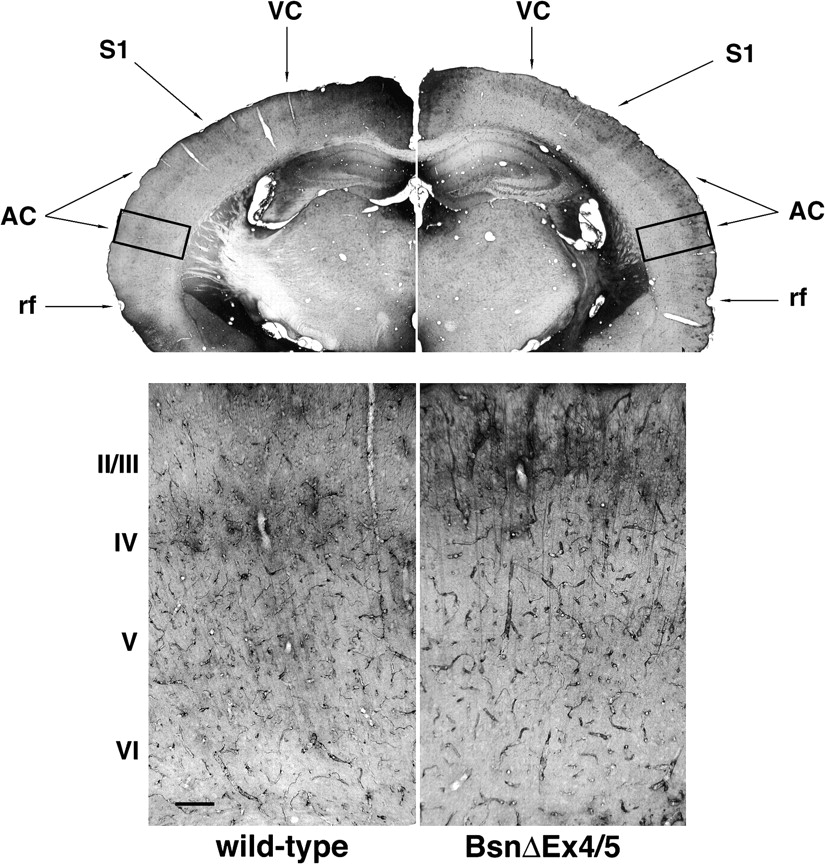 VC VC
S1 S1
AC AC
rf rf
II/III
IV
V
VI
wild-type BsnΔEx4/5